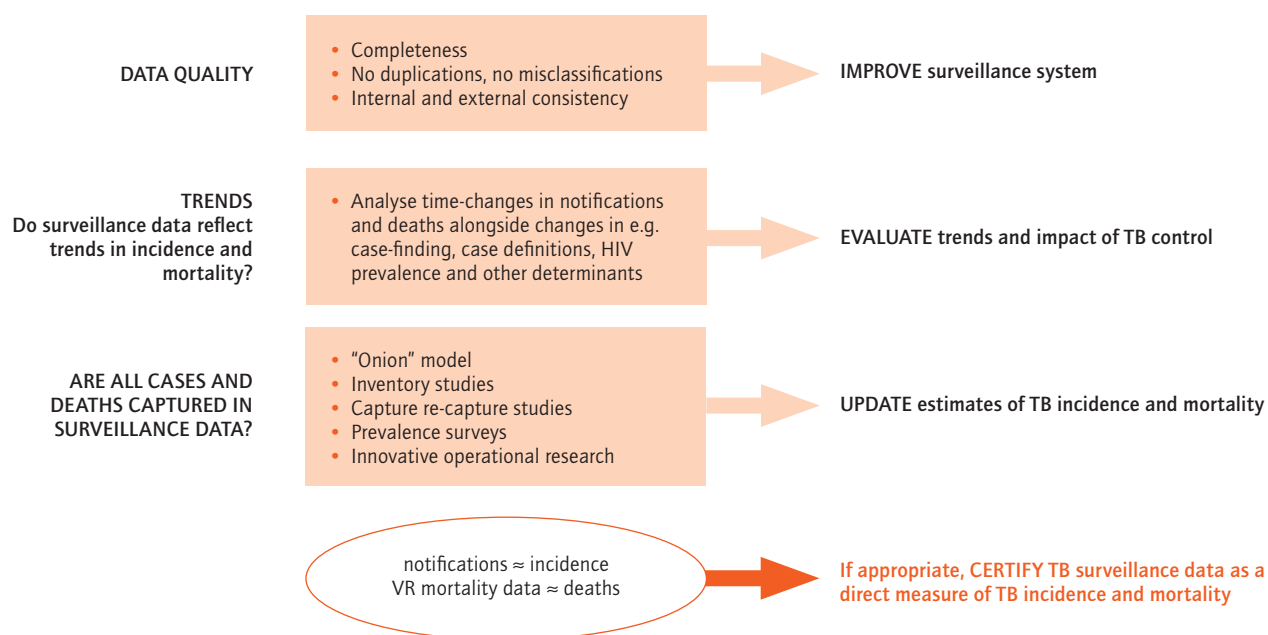 DATA QUALITY
• Completeness
• No duplications, no misclassifications
• Internal and external consistency
IMPROVE surveillance system
TRENDS
Do surveillance data reflect
trends in incidence and
mortality?
• Analyse time-changes in notifications
and deaths alongside changes in e.g.
case-finding, case definitions, HIV
prevalence and other determinants
EVALUATE trends and impact of TB control
ARE ALL CASES AND
DEATHS CAPTURED IN
SURVEILLANCE DATA?
• “Onion” model
• Inventory studies
• Capture re-capture studies
• Prevalence surveys
• Innovative operational research
UPDATE estimates of TB incidence and mortality
notifications ≈ incidence
VR mortality data ≈ deaths
If appropriate, CERTIFY TB surveillance data as a
direct measure of TB incidence and mortality